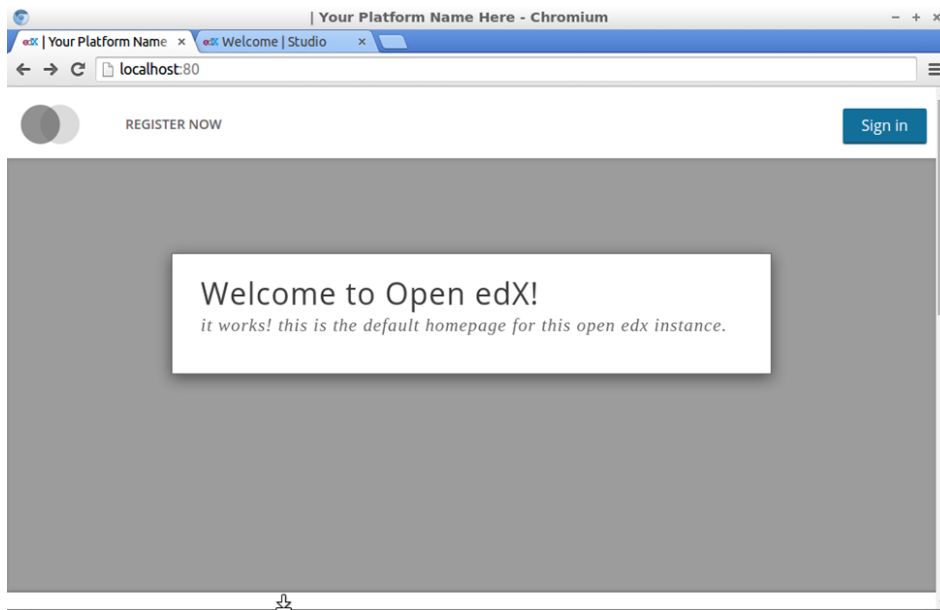 | Your Platform Name Here - Chromium
edX | Your Platform Name
edX Welcome | Studio
localhost:80
REGISTER NOW
Sign in
Welcome to Open edX!
it works! this is the default homepage for this open edx instance.